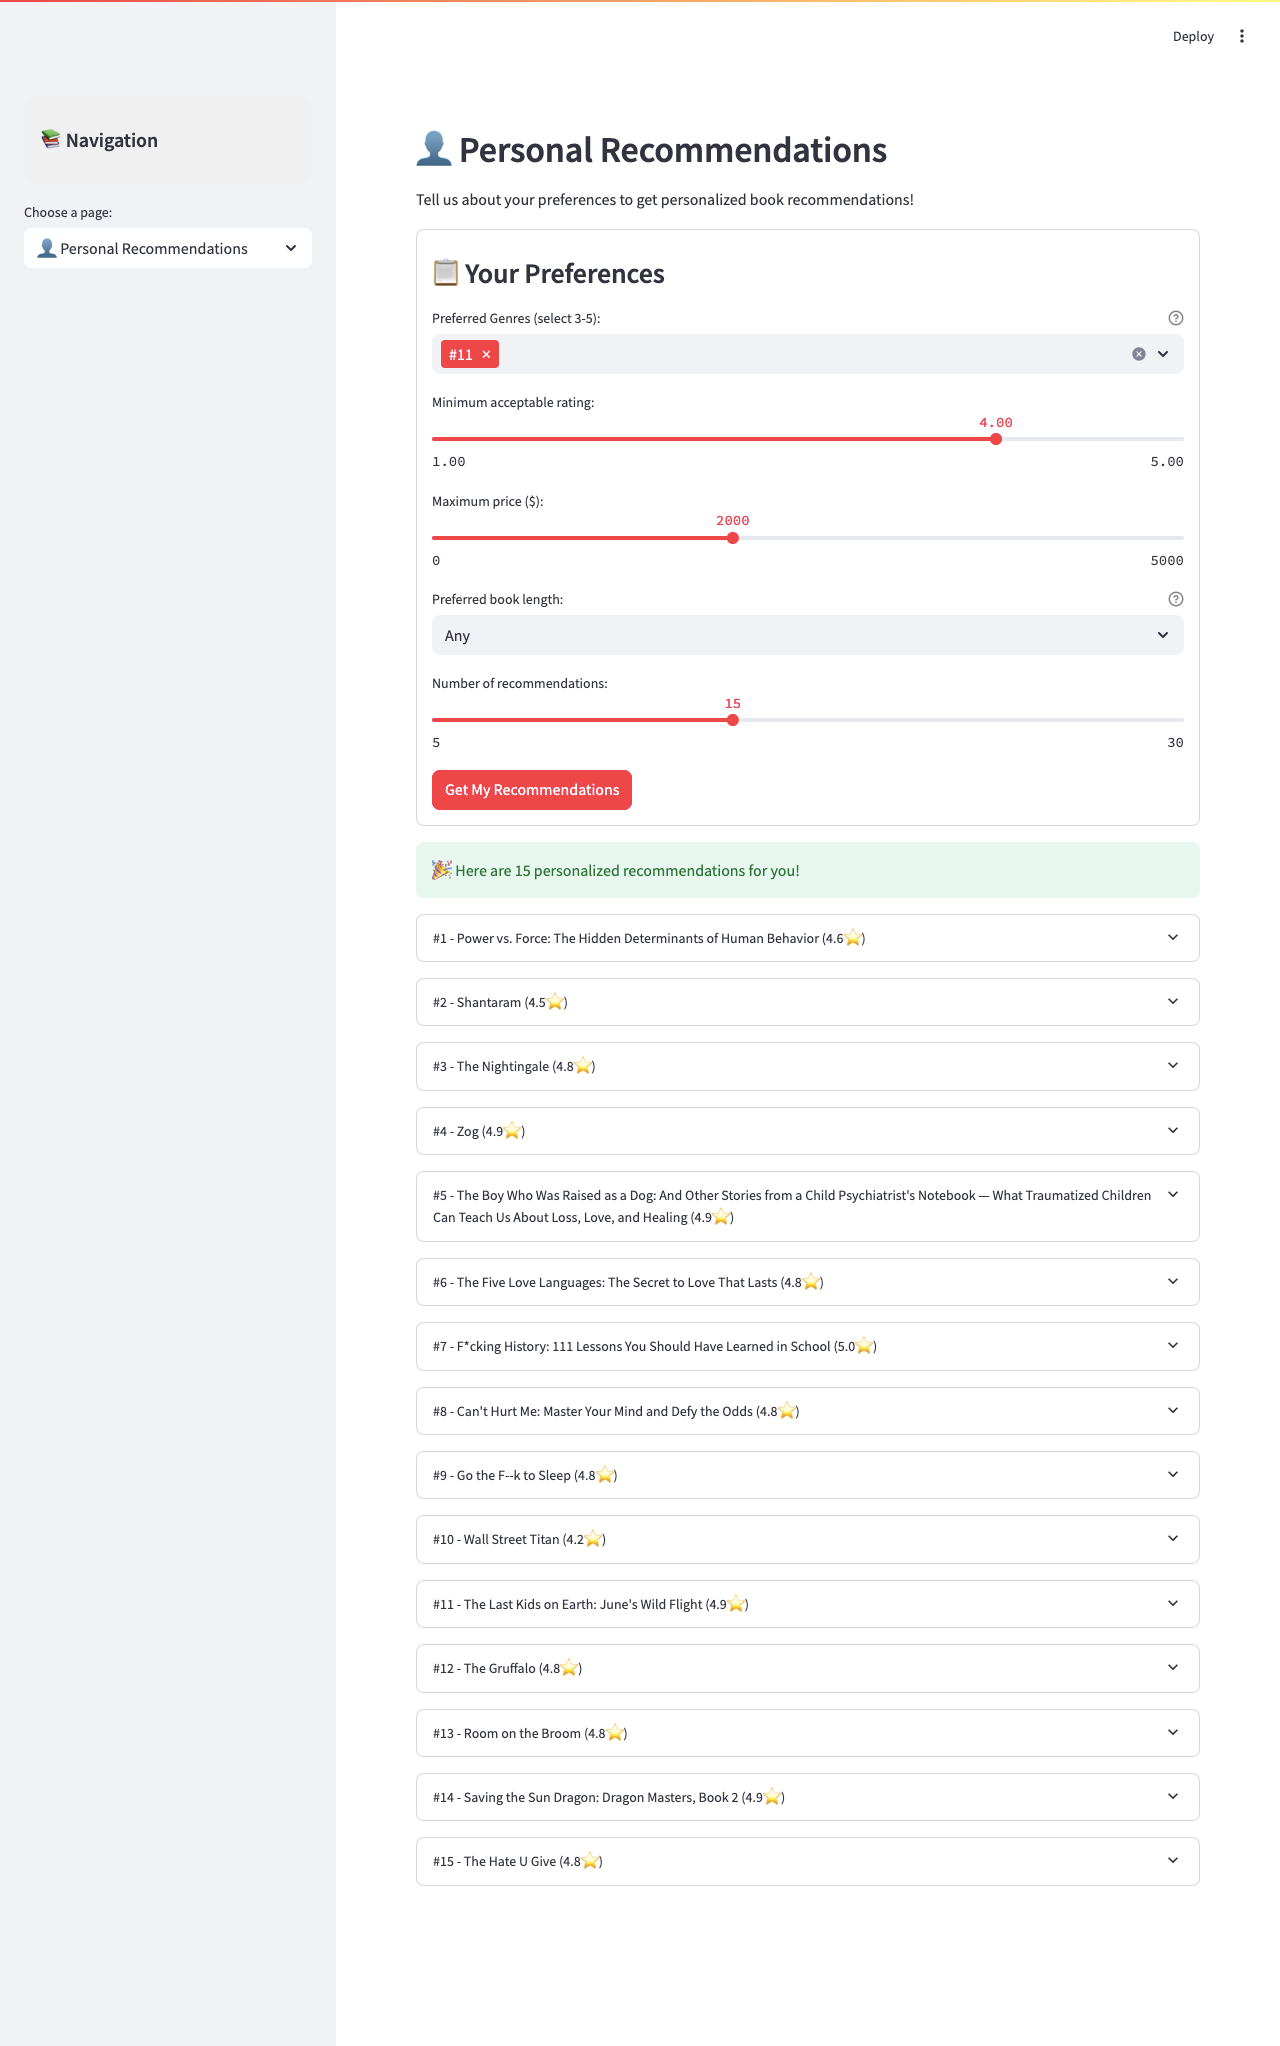 Deploy
📚 Navigation
Choose a page:
👤 Personal Recommendations
👤 Personal Recommendations
Tell us about your preferences to get personalized book recommendations!
📋 Your Preferences
Preferred Genres (select 3-5):
#11
Minimum acceptable rating:
4.00
1.00 5.00
Maximum price ($):
2000
0 5000
Preferred book length:
Any
Number of recommendations:
15
5 30
Get My Recommendations
🎉 Here are 15 personalized recommendations for you!
#1 - Power vs. Force: The Hidden Determinants of Human Behavior (4.6⭐)
#2 - Shantaram (4.5⭐)
#3 - The Nightingale (4.8⭐)
#4 - Zog (4.9⭐)
#5 - The Boy Who Was Raised as a Dog: And Other Stories from a Child Psychiatrist's Notebook — What Traumatized Children
Can Teach Us About Loss, Love, and Healing (4.9⭐)
#6 - The Five Love Languages: The Secret to Love That Lasts (4.8⭐)
#7 - F*cking History: 111 Lessons You Should Have Learned in School (5.0⭐)
#8 - Can't Hurt Me: Master Your Mind and Defy the Odds (4.8⭐)
#9 - Go the F--k to Sleep (4.8⭐)
#10 - Wall Street Titan (4.2⭐)
#11 - The Last Kids on Earth: June's Wild Flight (4.9⭐)
#12 - The Gruffalo (4.8⭐)
#13 - Room on the Broom (4.8⭐)
#14 - Saving the Sun Dragon: Dragon Masters, Book 2 (4.9⭐)
#15 - The Hate U Give (4.8⭐)